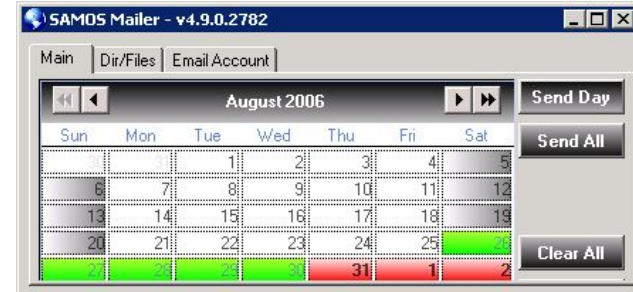 SAMOS Mailer - v4.9.0.2782
Main Dir/Files Email Account
August 2006 Send Day
Sun Mon Tue Wed Thu Fri Sat Send All
30 31 1 2 3 4 5
6 7 8 9 10 11 12
13 14 15 16 17 18 19
20 21 22 23 24 25 26 Clear All
27 28 29 30 31 1 2